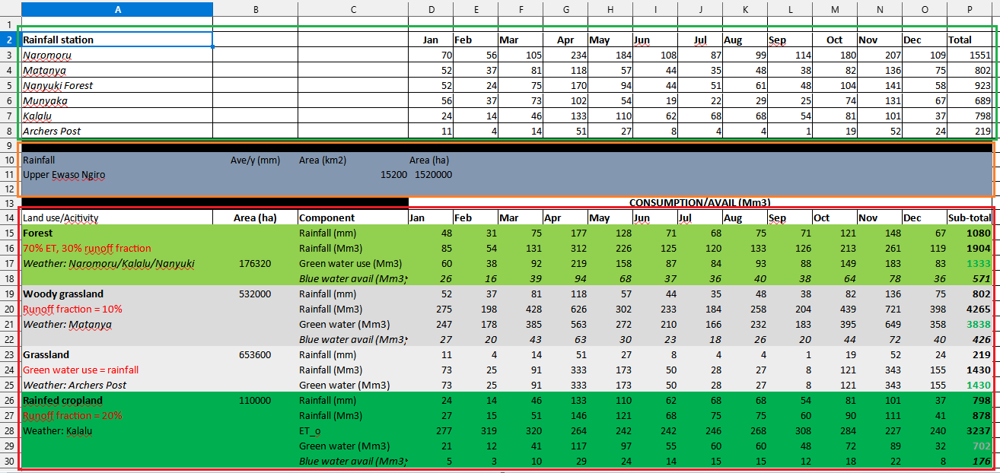 A B C D E F G H I J K L M N O P
1
2 Rainfall station Jan Feb Mar Apr May Jun Jul Aug Sep Oct Nov Dec Total
3 Naromoru 70 56 105 234 184 108 87 99 114 180 207 109 1551
4 Matanya 52 37 81 118 57 44 35 48 38 82 136 75 802
5 Nanyuki Forest 52 24 75 170 94 44 51 61 48 104 141 58 923
6 Munyaka 56 37 73 102 54 19 22 29 25 74 131 67 689
7 Kalalu 24 14 46 133 110 62 68 68 54 81 101 37 798
8 Archers Post 11 4 14 51 27 8 4 4 1 19 52 24 219
9
10 Rainfall Ave/y (mm) Area (km2) Area (ha)
11 Upper Ewaso Ngiro 15200 1520000
12
13 CONSUMPTION/AVAIL (Mm3)
14 Land use/Acitivity Area (ha) Component Jan Feb Mar Apr May Jun Jul Aug Sep Oct Nov Dec Sub-total
15 Forest Rainfall (mm) 48 31 75 177 128 71 68 75 71 121 148 67 1080
16 70% ET, 30% runoff fraction Rainfall (Mm3) 85 54 131 312 226 125 120 133 126 213 261 119 1904
17 Weather: Naromoru/Kalalu/Nanyuki 176320 Green water use (Mm3) 60 38 92 219 158 87 84 93 88 149 183 83 1333
18 Blue water avail (Mm3) 26 16 39 94 68 37 36 40 38 64 78 36 571
19 Woody grassland 532000 Rainfall (mm) 52 37 81 118 57 44 35 48 38 82 136 75 802
20 Runoff fraction = 10% Rainfall (Mm3) 275 198 428 626 302 233 184 258 204 439 721 398 4265
21 Weather: Matanya Green water (Mm3) 247 178 385 563 272 210 166 232 183 395 649 358 3838
22 Blue water avail (Mm3) 27 20 43 63 30 23 18 26 20 44 72 40 426
23 Grassland 653600 Rainfall (mm) 11 4 14 51 27 8 4 4 1 19 52 24 219
24 Green water use = rainfall Rainfall (Mm3) 73 25 91 333 173 50 28 27 8 121 343 155 1430
25 Weather: Archers Post Green water (Mm3) 73 25 91 333 173 50 28 27 8 121 343 155 1430
26 Rainfed cropland 110000 Rainfall (mm) 24 14 46 133 110 62 68 68 54 81 101 37 798
27 Runoff fraction = 20% Rainfall (Mm3) 27 15 51 146 121 68 75 75 60 90 111 41 878
28 Weather: Kalalu ET_o 277 319 320 264 242 242 246 268 308 284 227 240 3237
29 Green water (Mm3) 21 12 41 117 97 55 60 60 48 72 89 32 702
30 Blue water avail (Mm3) 5 3 10 29 24 14 15 15 12 18 22 8 176